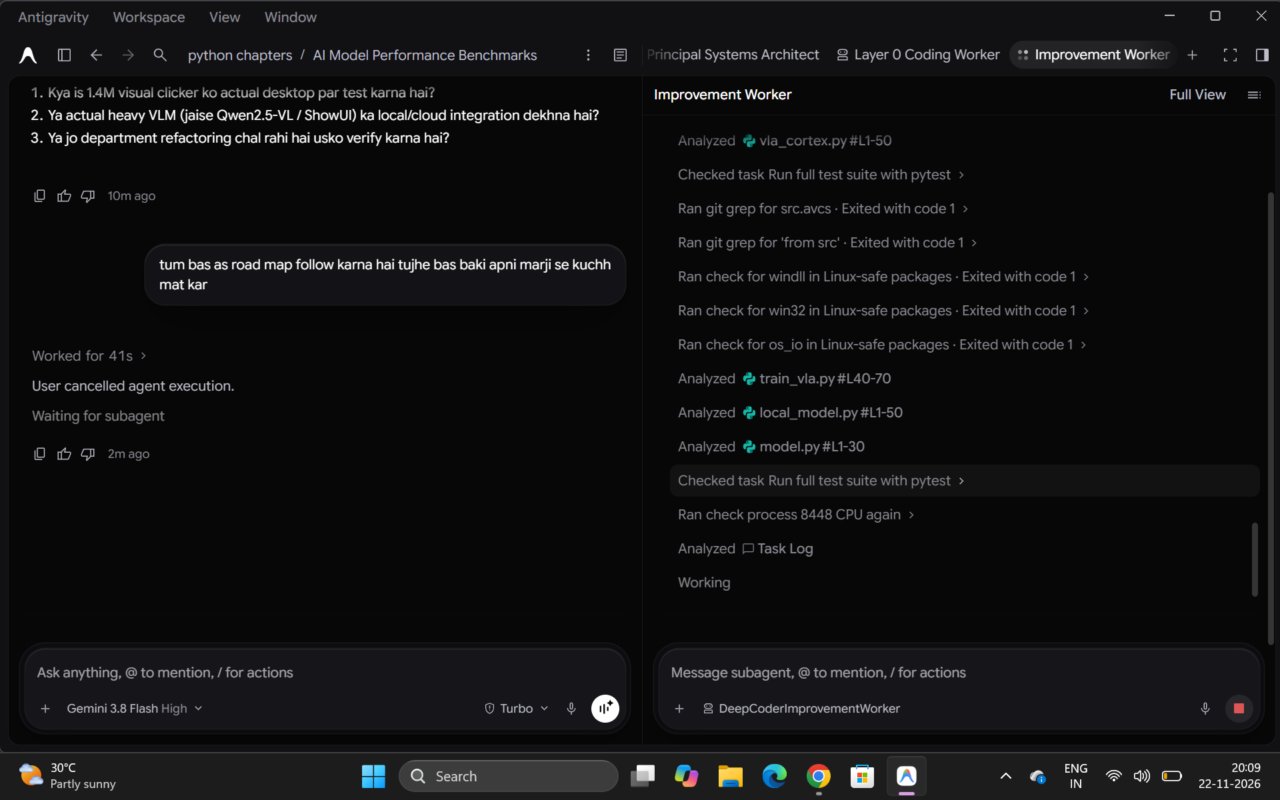 Antigravity Workspace View Window
python chapters / AI Model Performance Benchmarks
Principal Systems Architect Layer 0 Coding Worker Improvement Worker
1. Kya is 1.4M visual clicker ko actual desktop par test karna hai?
2. Ya actual heavy VLM (jaise Qwen2.5-VL / ShowUI) ka local/cloud integration dekhna hai?
3. Ya jo department refactoring chal rahi hai usko verify karna hai?
10m ago
tum bas as road map follow karna hai tujhe bas baki apni marji se kuchh
mat kar
Worked for 41s
User cancelled agent execution.
Waiting for subagent
2m ago
Ask anything, @ to mention, / for actions
Gemini 3.8 Flash High Turbo
Improvement Worker Full View
Analyzed vla_cortex.py #L1-50
Checked task Run full test suite with pytest
Ran git grep for src.avcs · Exited with code 1
Ran git grep for 'from src' · Exited with code 1
Ran check for windll in Linux-safe packages · Exited with code 1
Ran check for win32 in Linux-safe packages · Exited with code 1
Ran check for os_io in Linux-safe packages · Exited with code 1
Analyzed train_vla.py #L40-70
Analyzed local_model.py #L1-50
Analyzed model.py #L1-30
Checked task Run full test suite with pytest
Ran check process 8448 CPU again
Analyzed Task Log
Working
Message subagent, @ to mention, / for actions
DeepCoderImprovementWorker
30°C
Partly sunny
Search
ENG
IN
20:09
22-11-2026